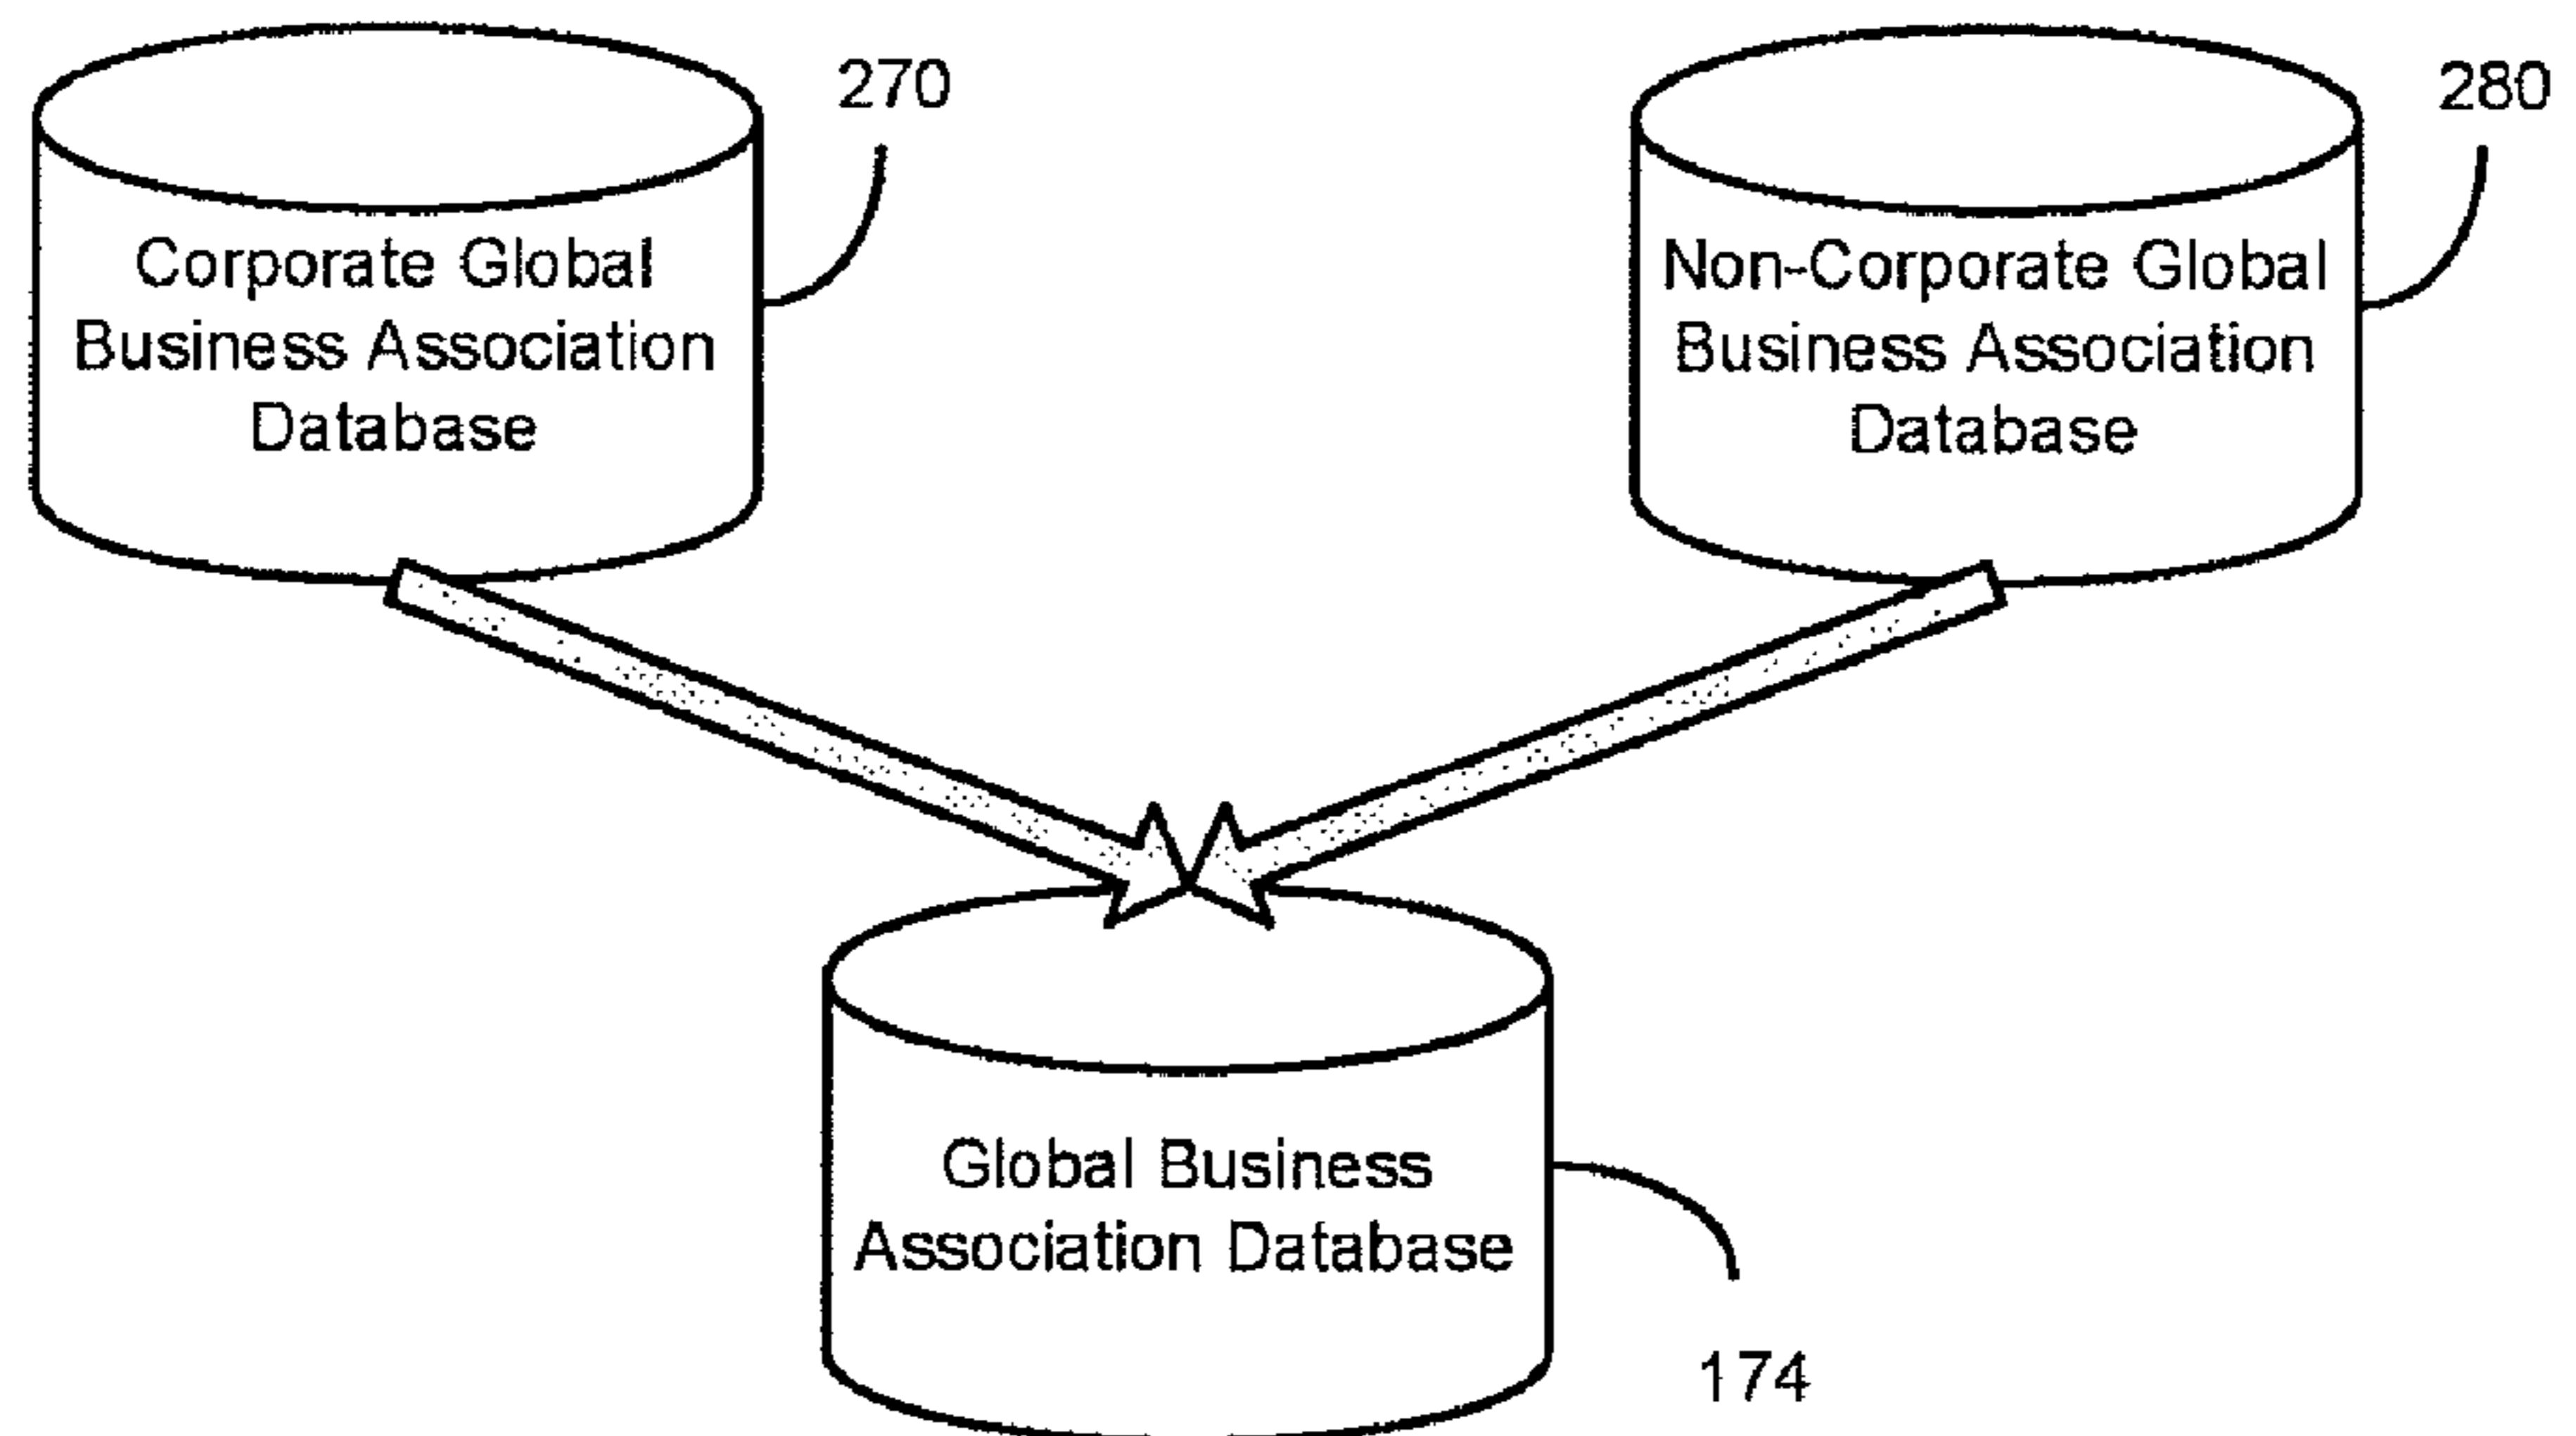 270
Corporate Global
Business Association
Database
280
Non-Corporate Global
Business Association
Database
Global Business
Association Database
174